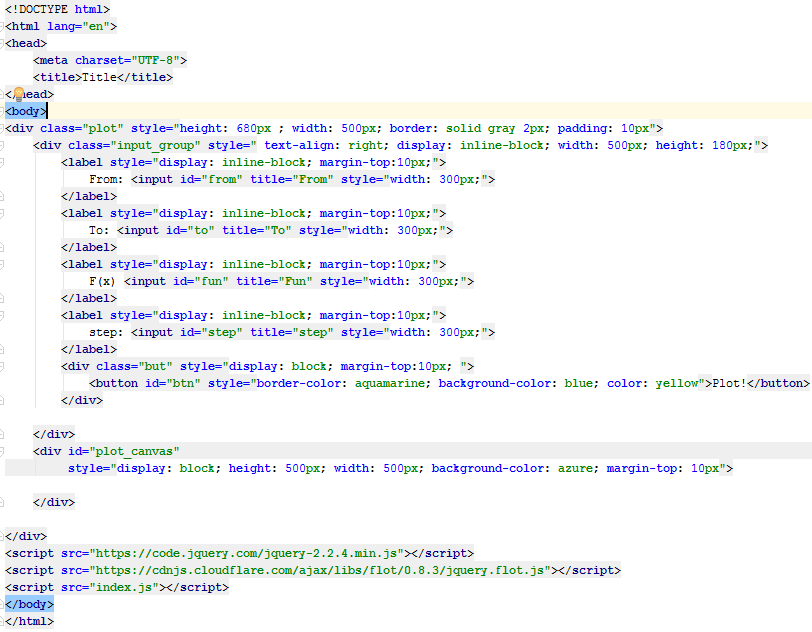 <!DOCTYPE html>
<html lang="en">
<head>
    <meta charset="UTF-8">
    <title>Title</title>
</head>
<body>
<div class="plot" style="height: 680px ; width: 500px; border: solid gray 2px; padding: 10px">
    <div class="input_group" style=" text-align: right; display: inline-block; width: 500px; height: 180px;">
        <label style="display: inline-block; margin-top:10px;">
            From: <input id="from" title="From" style="width: 300px;">
        </label>
        <label style="display: inline-block; margin-top:10px;">
            To: <input id="to" title="To" style="width: 300px;">
        </label>
        <label style="display: inline-block; margin-top:10px;">
            F(x) <input id="fun" title="Fun" style="width: 300px;">
        </label>
        <label style="display: inline-block; margin-top:10px;">
            step: <input id="step" title="step" style="width: 300px;">
        </label>
        <div class="but" style="display: block; margin-top:10px; ">
            <button id="btn" style="border-color: aquamarine; background-color: blue; color: yellow">Plot!</button>
        </div>

    </div>
    <div id="plot_canvas"
         style="display: block; height: 500px; width: 500px; background-color: azure; margin-top: 10px">

    </div>

</div>
<script src="https://code.jquery.com/jquery-2.2.4.min.js"></script>
<script src="https://cdnjs.cloudflare.com/ajax/libs/flot/0.8.3/jquery.flot.js"></script>
<script src="index.js"></script>
</body>
</html>